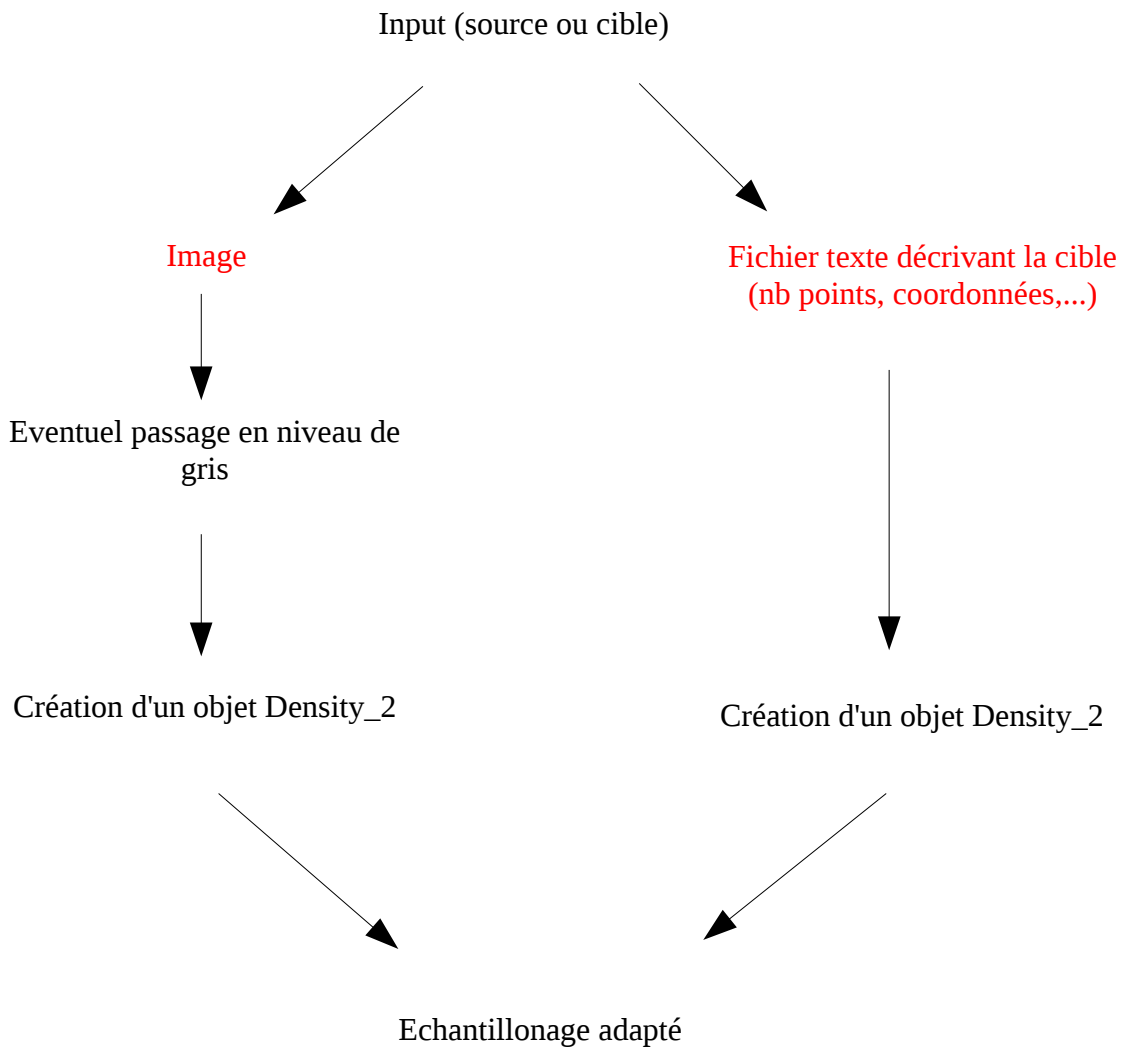 Input (source ou cible)
Image
Fichier texte décrivant la cible
(nb points, coordonnées,...)
Eventuel passage en niveau de
gris
Création d'un objet Density_2
Création d'un objet Density_2
Echantillonage adapté